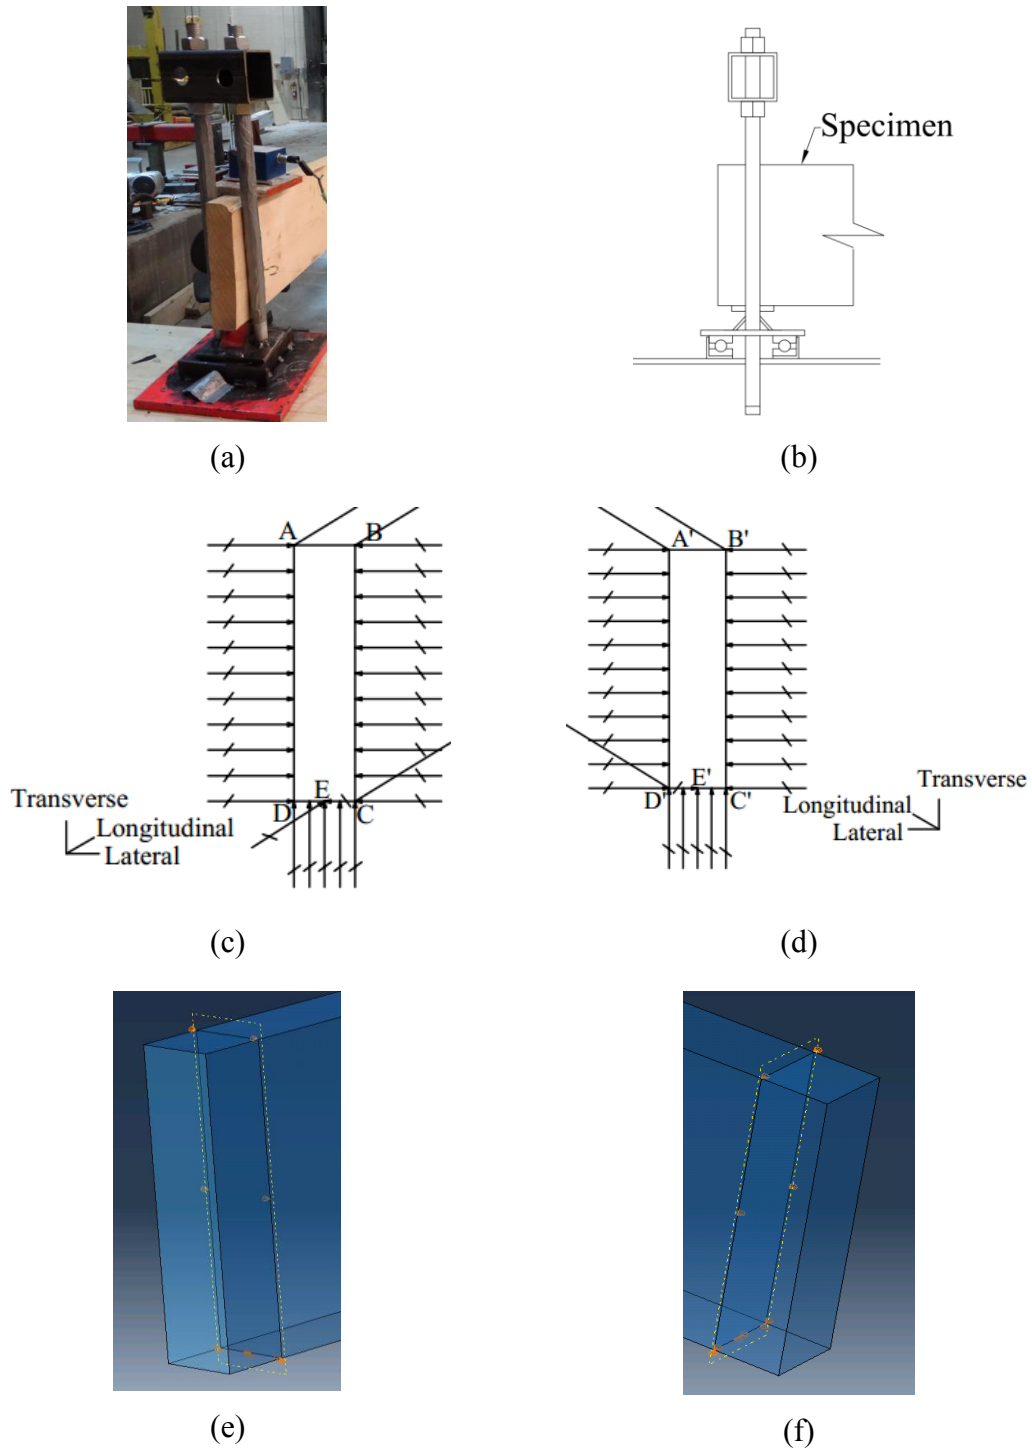 Specimen
(a)
(b)
A
B
A'
B'
Transverse
Longitudinal
Lateral
D
E
C
D'
E'
C'
Transverse
Longitudinal
Lateral
(c)
(d)
(e)
(f)